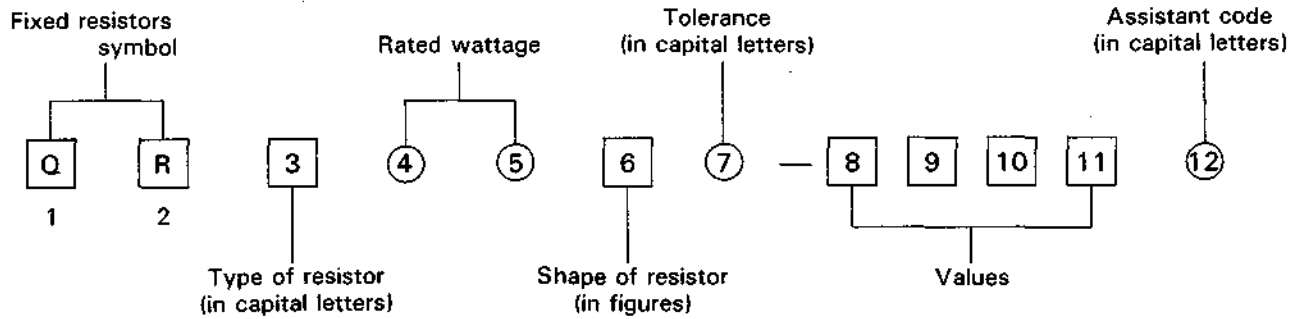 Fixed resistors
symbol
Rated wattage
Tolerance
(in capital letters)
Assistant code
(in capital letters)
Q R 3 4 5 6 7 — 8 9 10 11 12
1 2
Type of resistor
(in capital letters)
Shape of resistor
(in figures)
Values